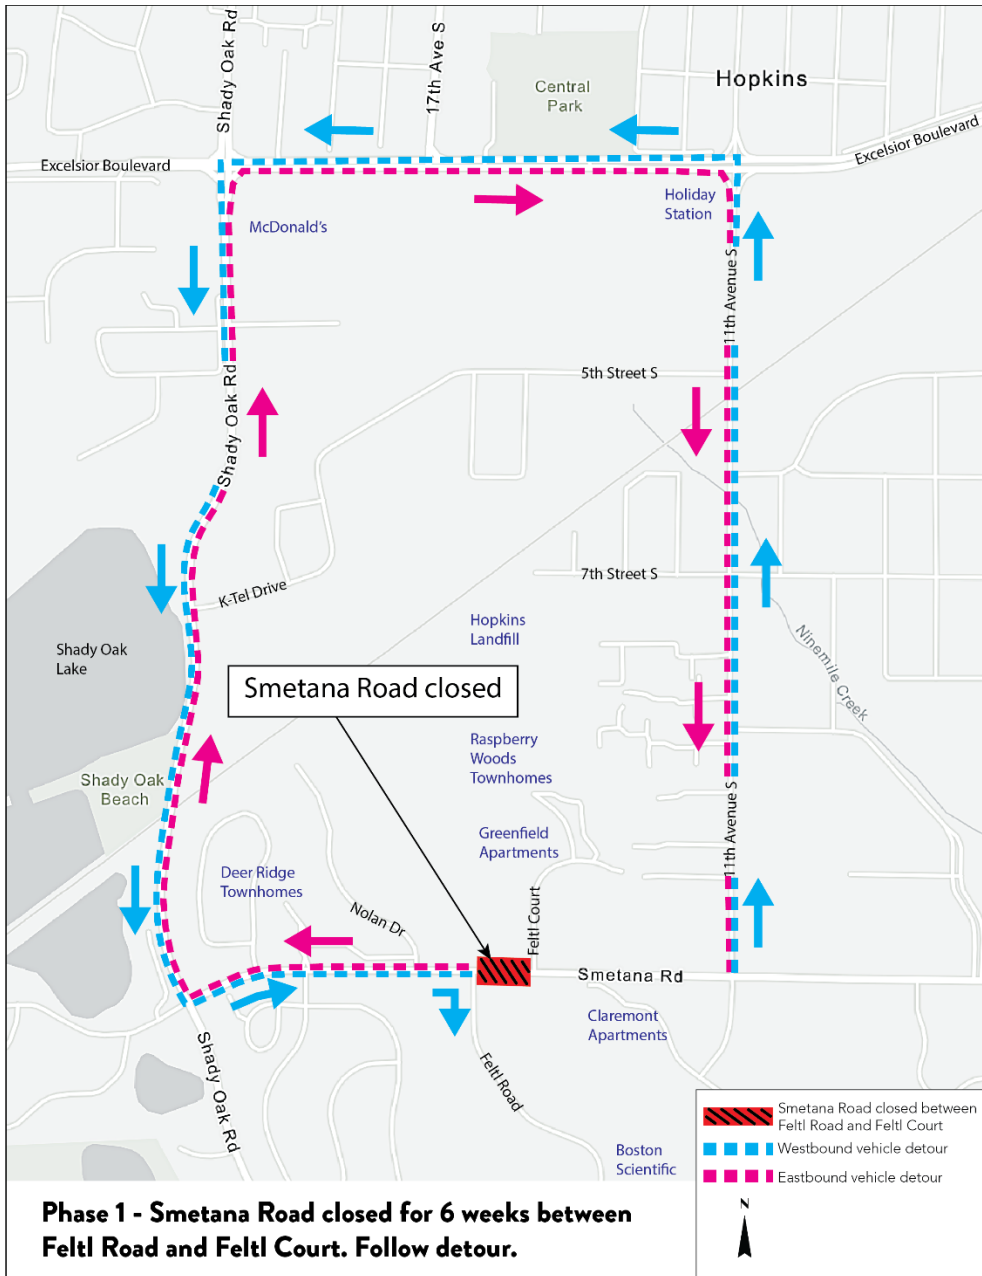 Shady Oak Rd
17th Ave S
Central
Park
Hopkins
Excelsior Boulevard
Excelsior Boulevard
McDonald's
Holiday
Station
11th Avenue S
Shady Oak Rd
5th Street S
K-Tel Drive
7th Street S
Hopkins
Landfill
Ninemile Creek
Shady Oak
Lake
Smetana Road closed
Raspberry
Woods
Townhomes
Shady Oak
Beach
Greenfield
Apartments
11th Avenue S
Deer Ridge
Townhomes
Nolan Dr
Feltl Court
Smetana Rd
Claremont
Apartments
Shady Oak Rd
Feltl Road
Boston
Scientific
Smetana Road closed between
Feltl Road and Feltl Court
Westbound vehicle detour
Eastbound vehicle detour
N
Phase 1 - Smetana Road closed for 6 weeks between
Feltl Road and Feltl Court. Follow detour.